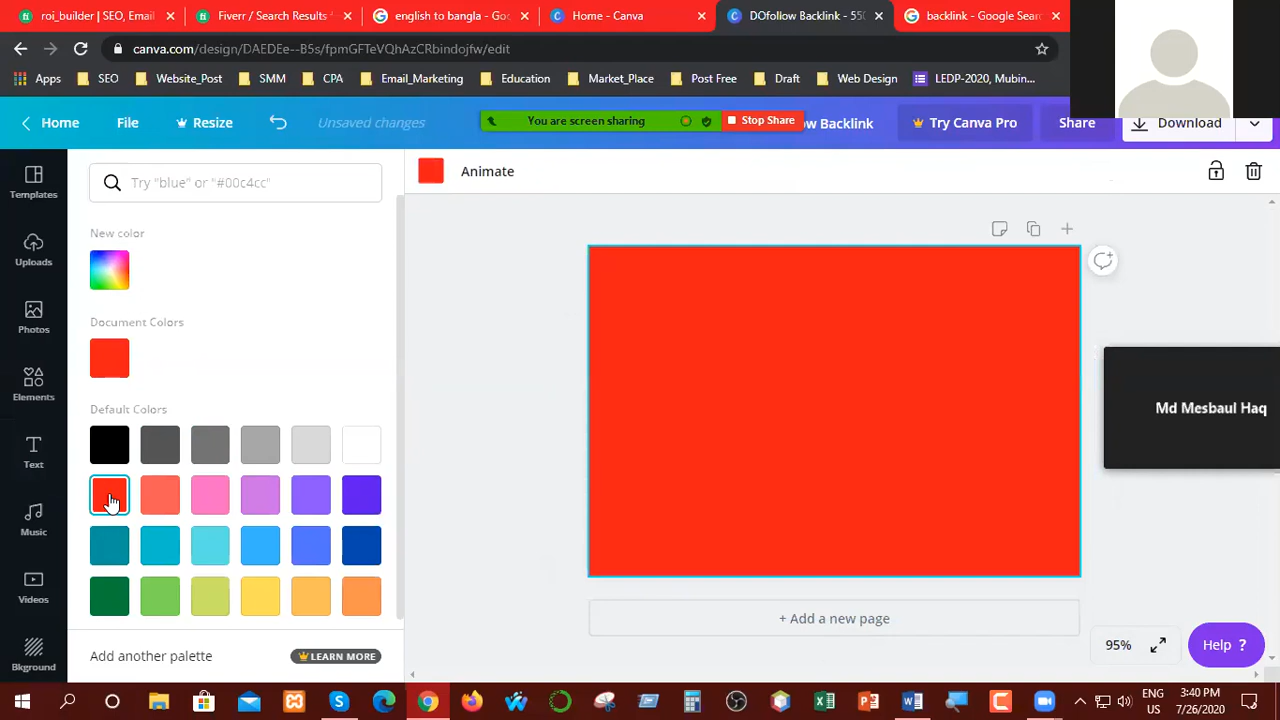 roi_builder | SEO, Email
Fiverr / Search Results
english to bangla - Go
Home - Canva
DOfollow Backlink - 550
backlink - Google Sear
canva.com/design/DAEDEe--B5s/fpmGFTeVQhAzCRbindojfw/edit
Apps
SEO
Website_Post
SMM
CPA
Email_Marketing
Education
Market_Place
Post Free
Draft
Web Design
LEDP-2020, Mubin...
Home
File
Resize
Unsaved changes
You are screen sharing
Stop Share
ow Backlink
Try Canva Pro
Share
Download
Templates
Uploads
Photos
Elements
Text
Music
Videos
Bkground
Try "blue" or "#00c4cc"
New color
Document Colors
Default Colors
Add another palette
LEARN MORE
Animate
+ Add a new page
Md Mesbaul Haq
95%
Help ?
ENG
US
3:40 PM
7/26/2020